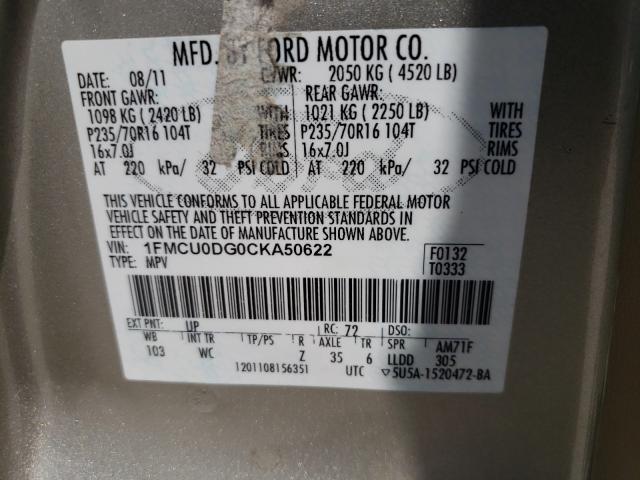 MFD. BY FORD MOTOR CO.
DATE: 08/11 GVWR: 2050 KG (4520 LB)
FRONT GAWR: REAR GAWR:
1098 KG (2420 LB) 1021 KG (2250 LB) WITH
P235/70R16 104T TIRES P235/70R16 104T TIRES
16x7.0J RIMS 16x7.0J RIMS
AT 220 kPa/ 32 PSI COLD AT 220 kPa/ 32 PSI COLD
THIS VEHICLE CONFORMS TO ALL APPLICABLE FEDERAL MOTOR
VEHICLE SAFETY AND THEFT PREVENTION STANDARDS IN
EFFECT ON THE DATE OF MANUFACTURE SHOWN ABOVE.
VIN: 1FMCU0DG0CKA50622 F0132
TYPE: MPV T0333
EXT PNT: UP RC: 72 DSO:
WB INT TR TP/PS R AXLE TR SPR AM71F
103 WC Z 35 6 LLDD 305
1201108156351 UTC ▽5U5A-1520472-BA